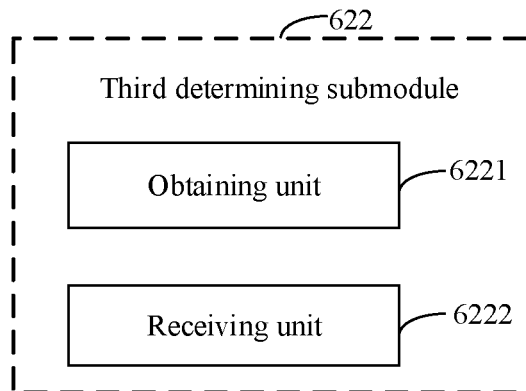 622
Third determining submodule
Obtaining unit
6221
Receiving unit
6222